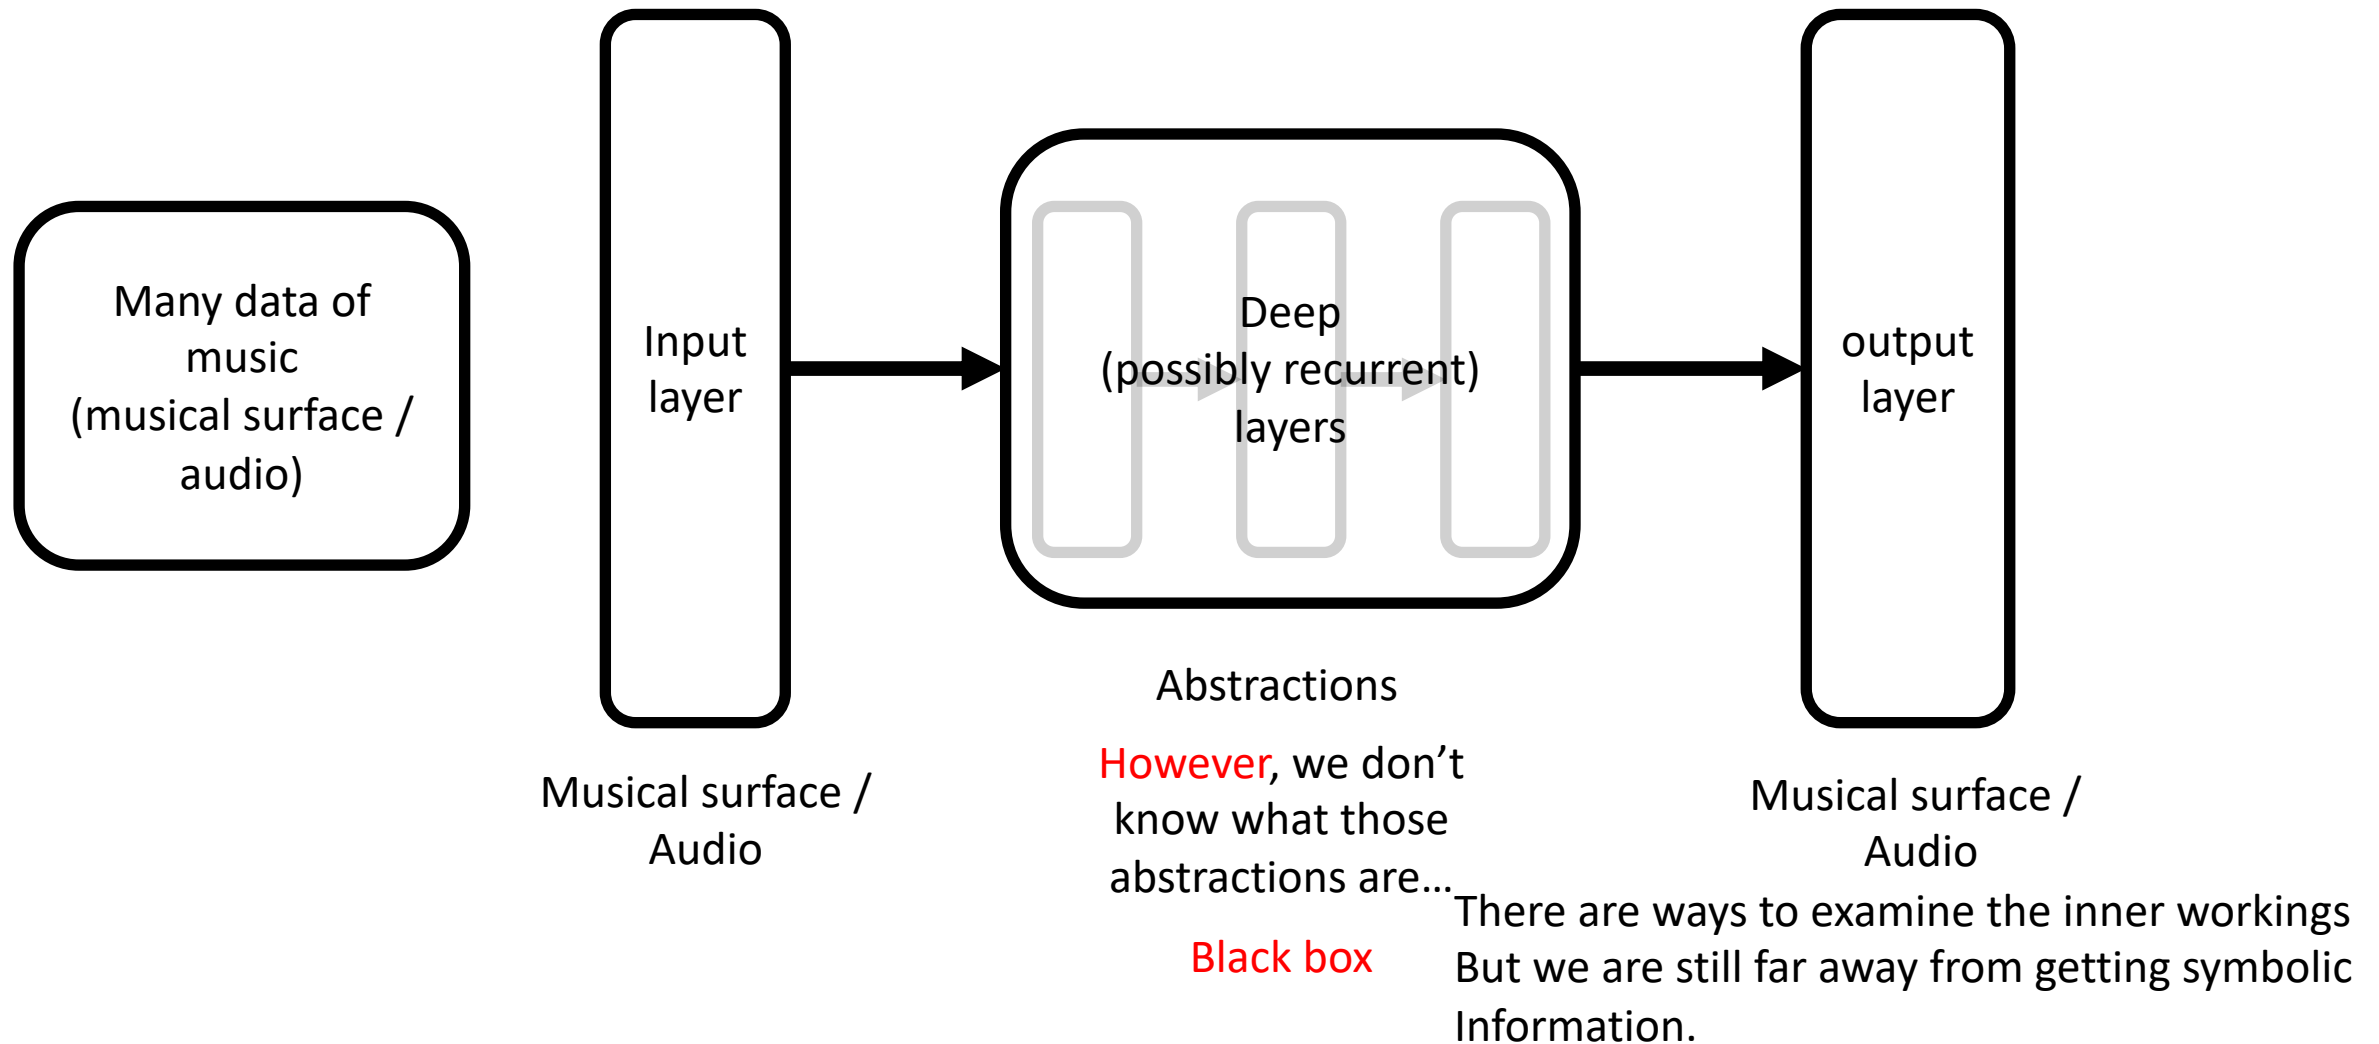 Many data of
music
(musical surface /
audio)
Input
layer
Musical surface /
Audio
Deep
(possibly recurrent)
layers
Abstractions
However, we don’t
know what those
abstractions are…
Black box
output
layer
Musical surface /
Audio
There are ways to examine the inner workings
But we are still far away from getting symbolic
Information.